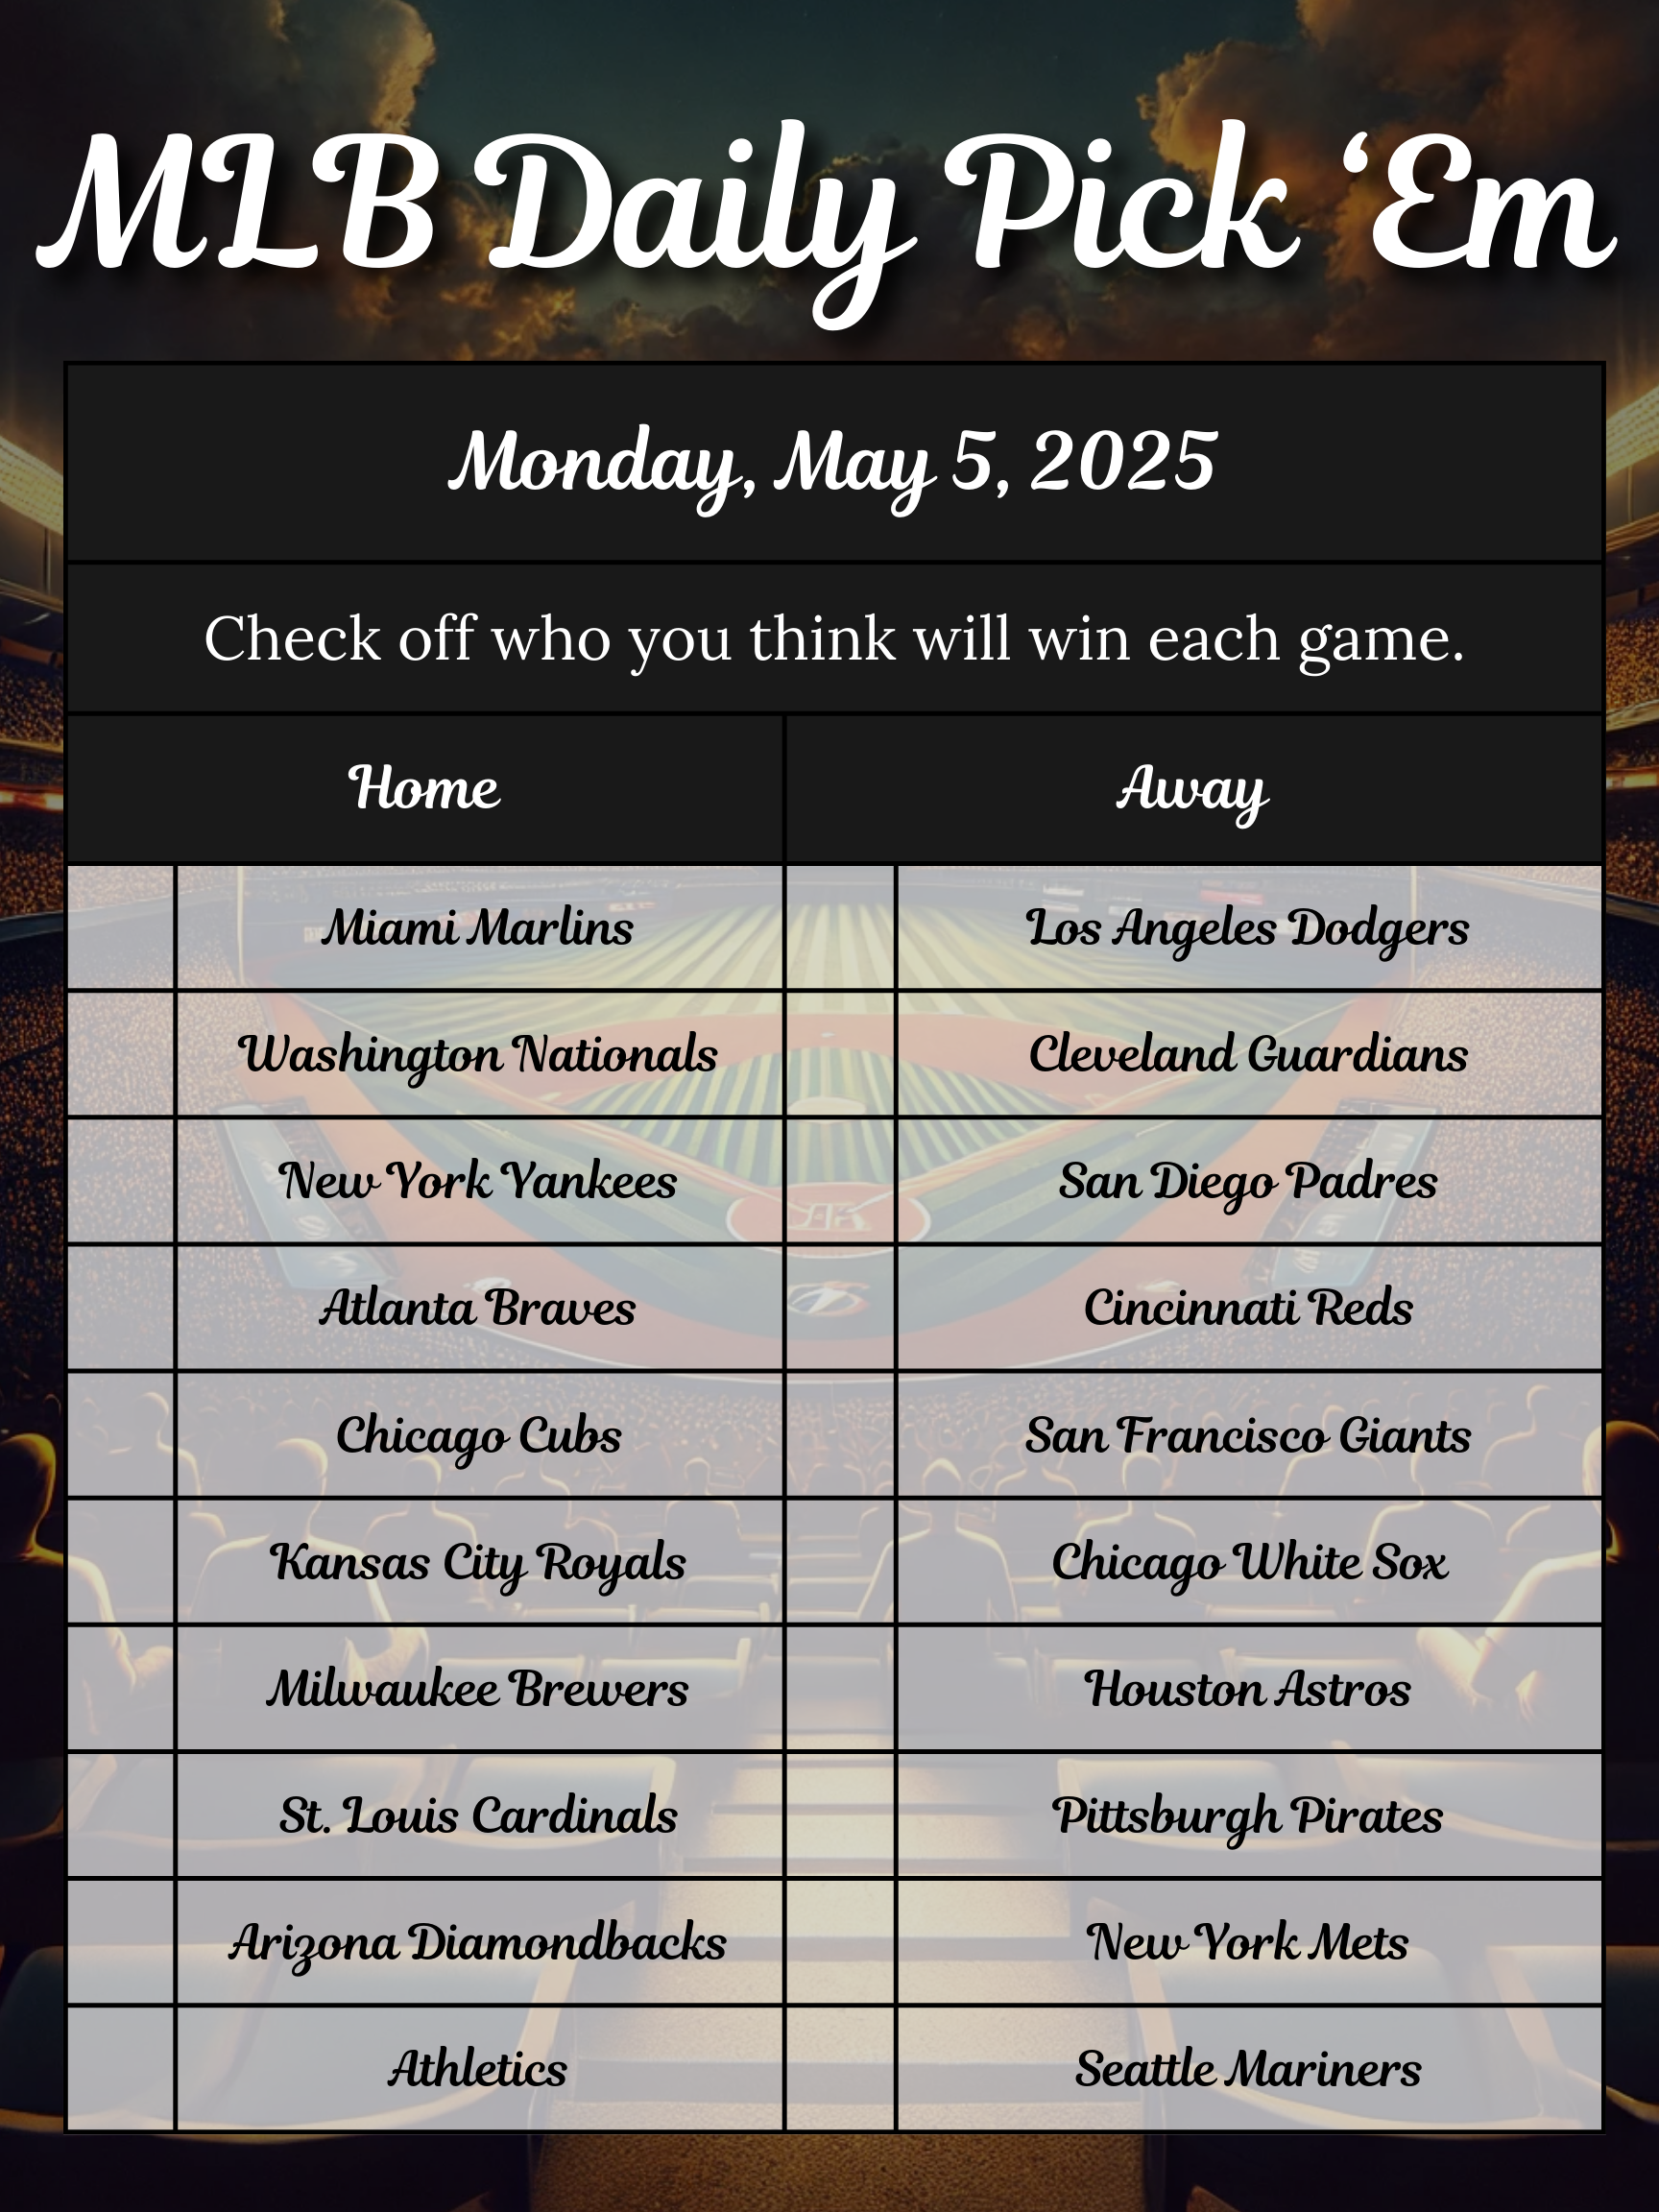 MLB Daily Pick ‘Em
Monday, May 5, 2025
Check off who you think will win each game.
Home Away
Miami Marlins Los Angeles Dodgers
Washington Nationals Cleveland Guardians
New York Yankees San Diego Padres
Atlanta Braves Cincinnati Reds
Chicago Cubs San Francisco Giants
Kansas City Royals Chicago White Sox
Milwaukee Brewers Houston Astros
St. Louis Cardinals Pittsburgh Pirates
Arizona Diamondbacks New York Mets
Athletics Seattle Mariners